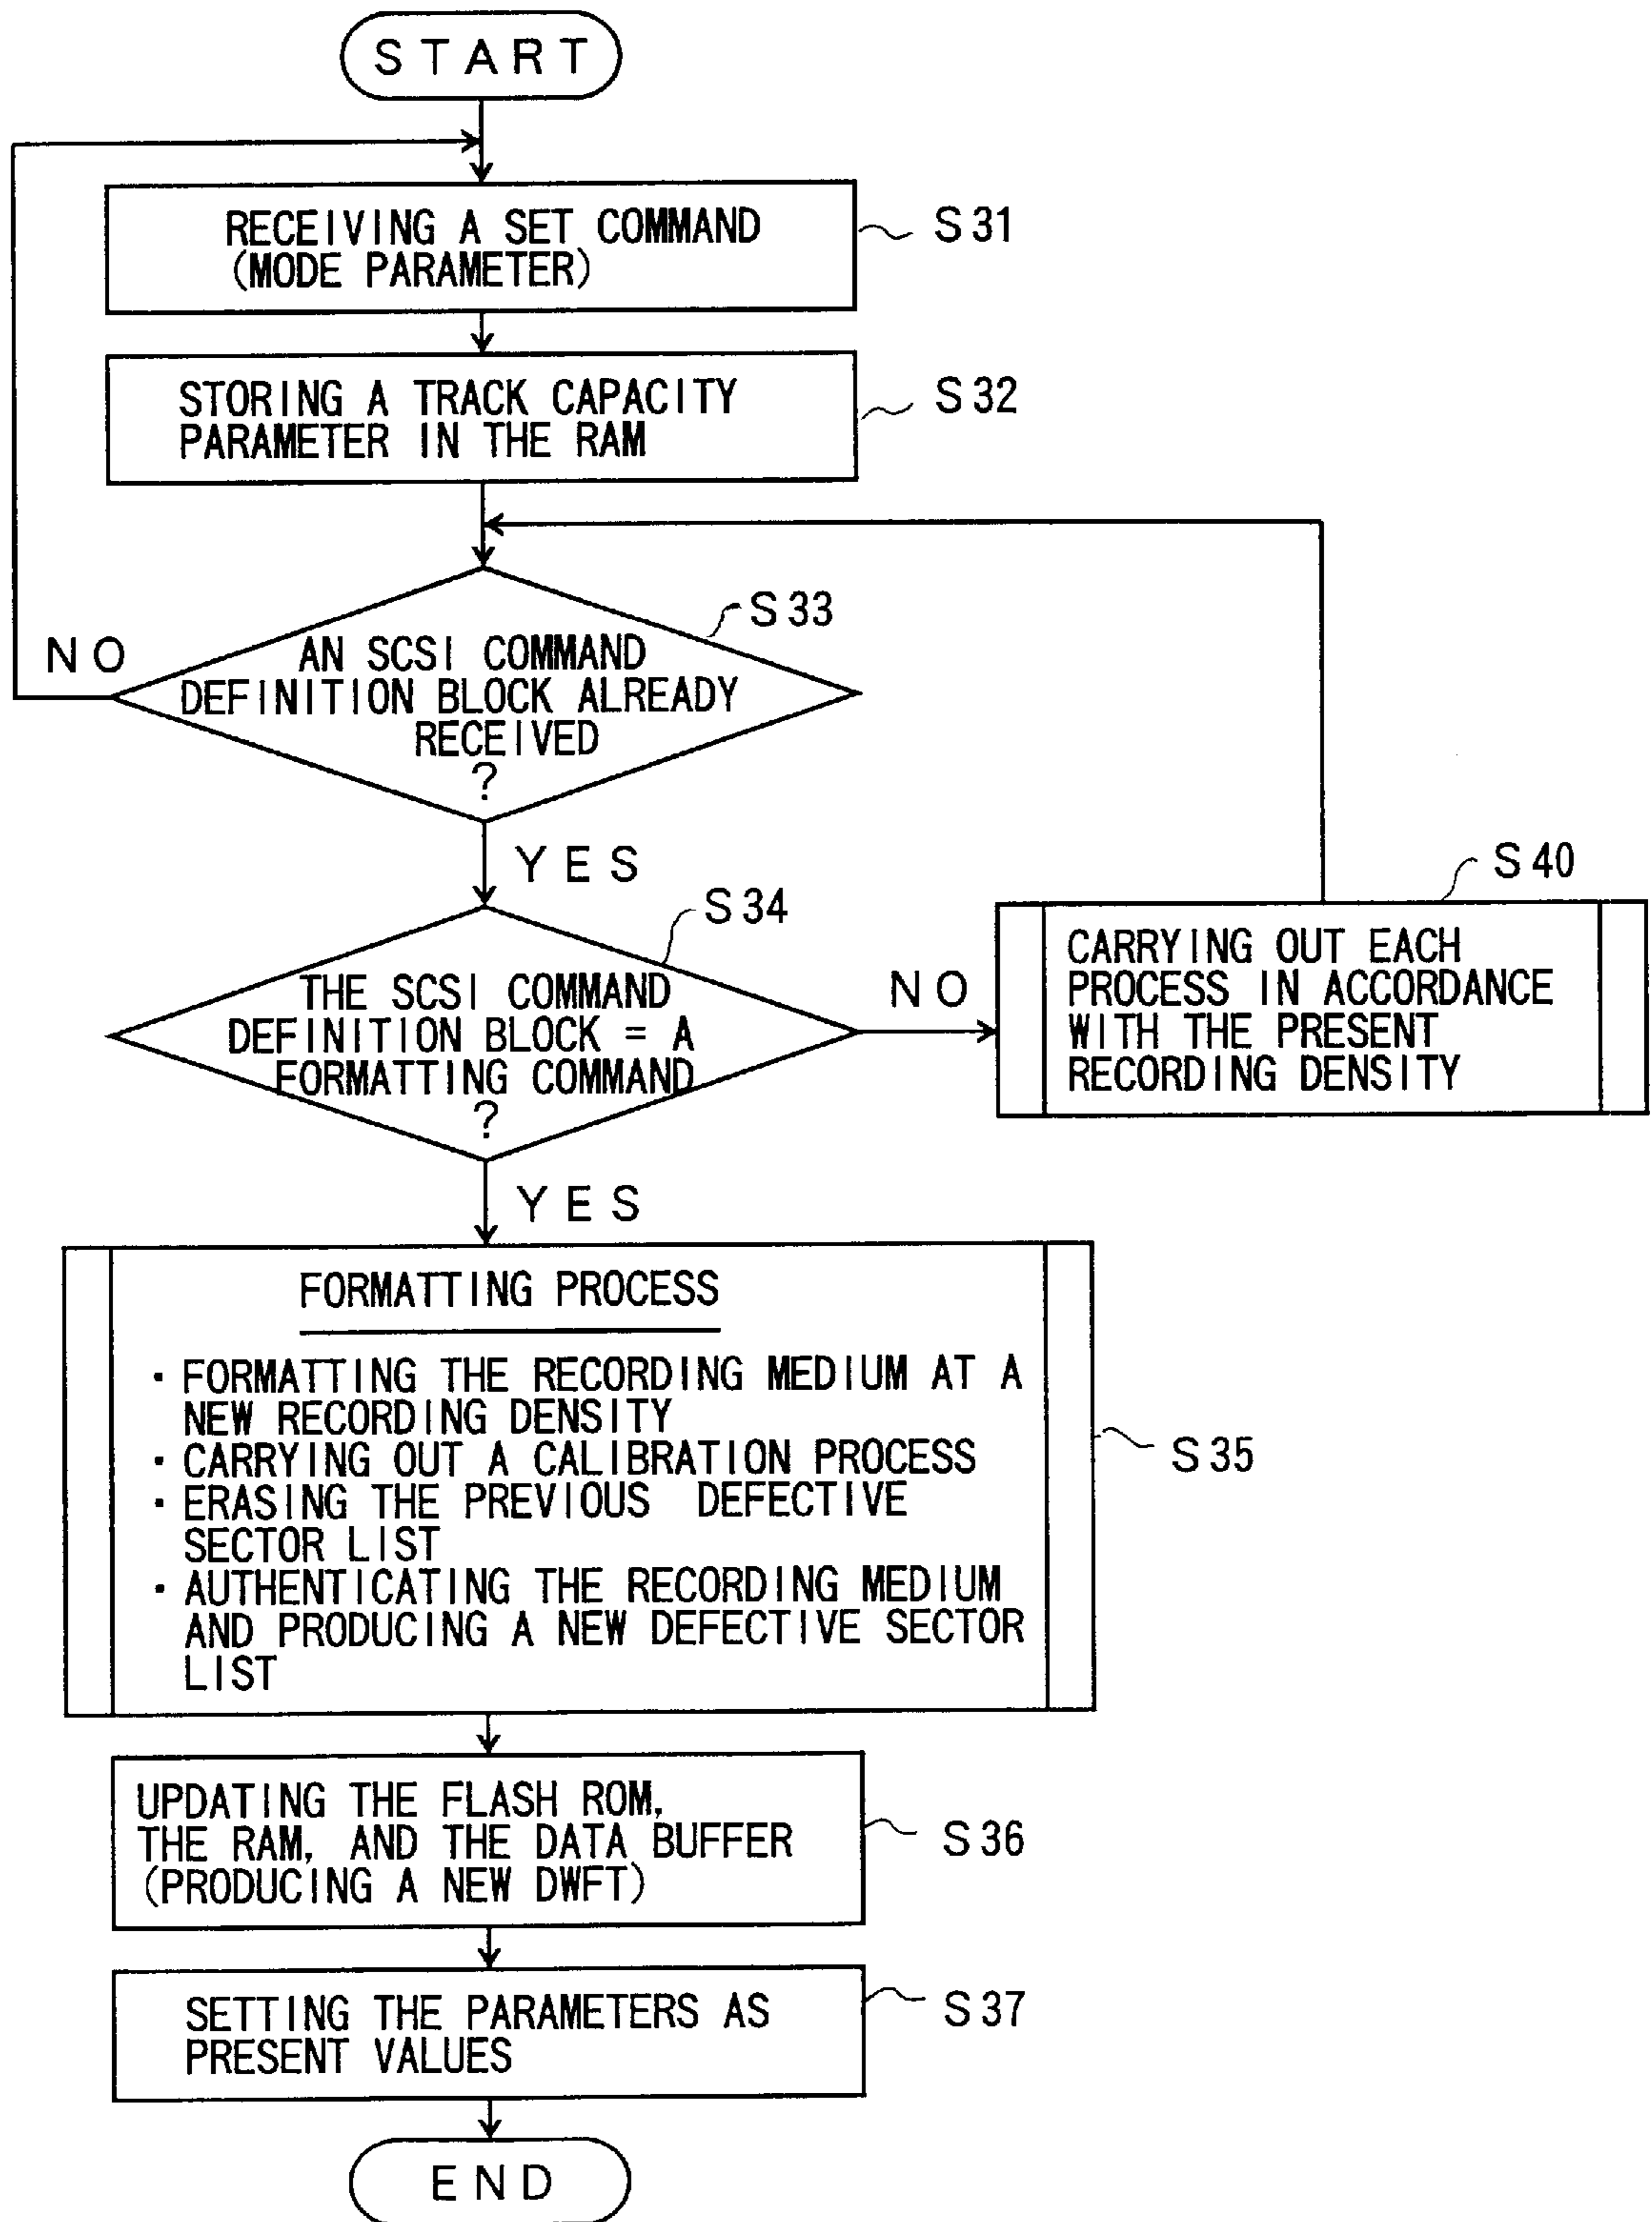 START
RECEIVING A SET COMMAND
(MODE PARAMETER)
S31
STORING A TRACK CAPACITY
PARAMETER IN THE RAM
S32
S33
NO
AN SCSI COMMAND
DEFINITION BLOCK ALREADY
RECEIVED
?
YES
S34
THE SCSI COMMAND
DEFINITION BLOCK = A
FORMATTING COMMAND
?
NO
S40
CARRYING OUT EACH
PROCESS IN ACCORDANCE
WITH THE PRESENT
RECORDING DENSITY
YES
FORMATTING PROCESS
· FORMATTING THE RECORDING MEDIUM AT A
NEW RECORDING DENSITY
· CARRYING OUT A CALIBRATION PROCESS
· ERASING THE PREVIOUS DEFECTIVE
SECTOR LIST
· AUTHENTICATING THE RECORDING MEDIUM
AND PRODUCING A NEW DEFECTIVE SECTOR
LIST
S35
UPDATING THE FLASH ROM,
THE RAM, AND THE DATA BUFFER
(PRODUCING A NEW DWFT)
S36
SETTING THE PARAMETERS AS
PRESENT VALUES
S37
END